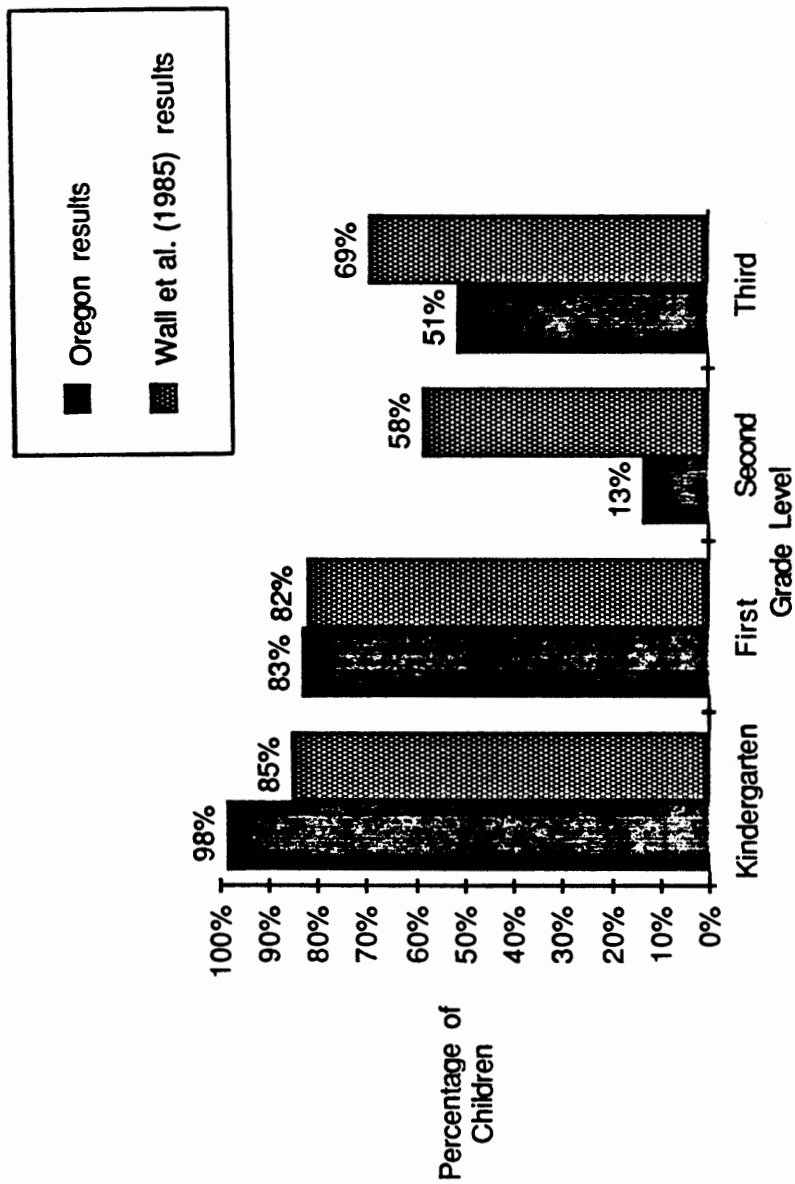 Oregon results
Wall et al. (1985) results
Percentage of
Children
100%
90%
80%
70%
60%
50%
40%
30%
20%
10%
0%
98%
85%
83%
82%
13%
58%
51%
69%
Kindergarten
First
Second
Third
Grade Level